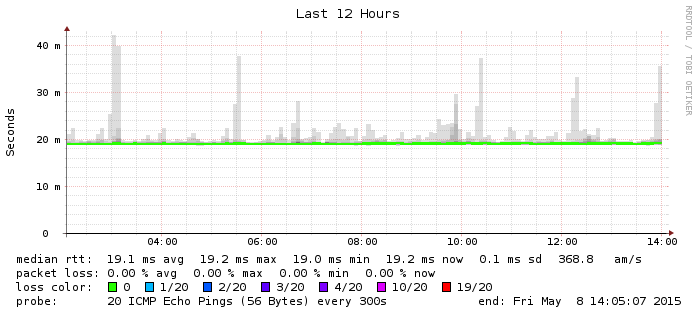 Last 12 Hours
RRDTOOL / TOBI OETIKER
Seconds
40 m
30 m
20 m
10 m
0
04:00 06:00 08:00 10:00 12:00 14:00
median rtt: 19.1 ms avg 19.2 ms max 19.0 ms min 19.2 ms now 0.1 ms sd 368.8 am/s
packet loss: 0.00 % avg 0.00 % max 0.00 % min 0.00 % now
loss color: 0 1/20 2/20 3/20 4/20 10/20 19/20
probe: 20 ICMP Echo Pings (56 Bytes) every 300s end: Fri May 8 14:05:07 2015